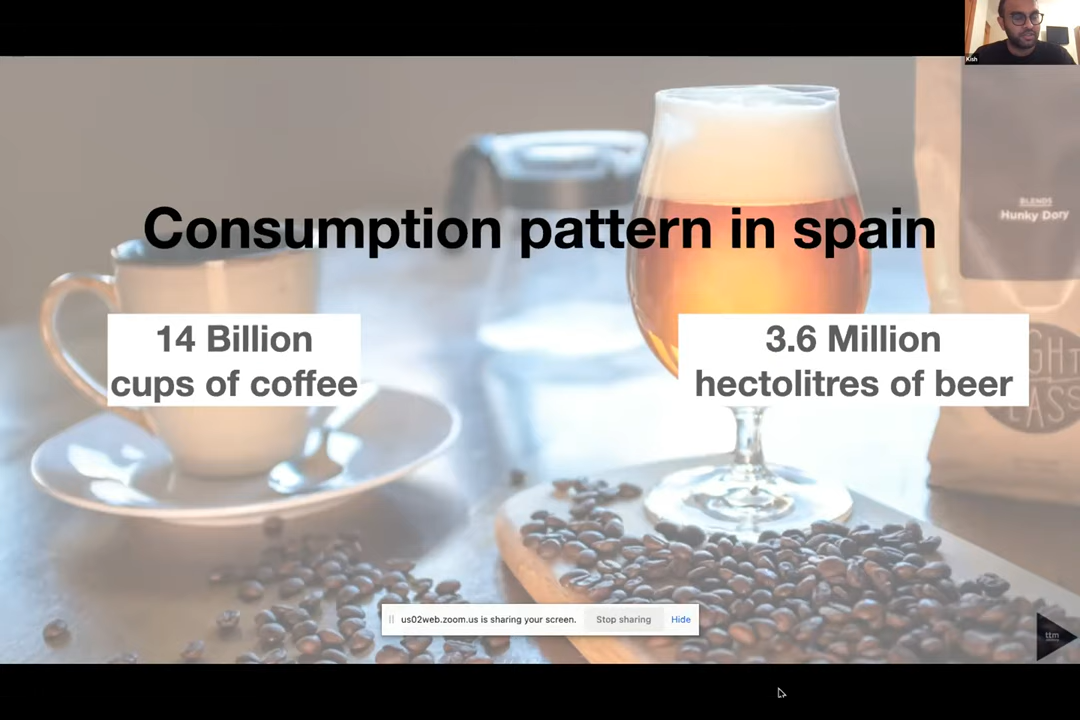 Kish
Consumption pattern in spain
14 Billion
cups of coffee
3.6 Million
hectolitres of beer
BLENDS
Hunky Dory
us02web.zoom.us is sharing your screen.
Stop sharing
Hide
ttm